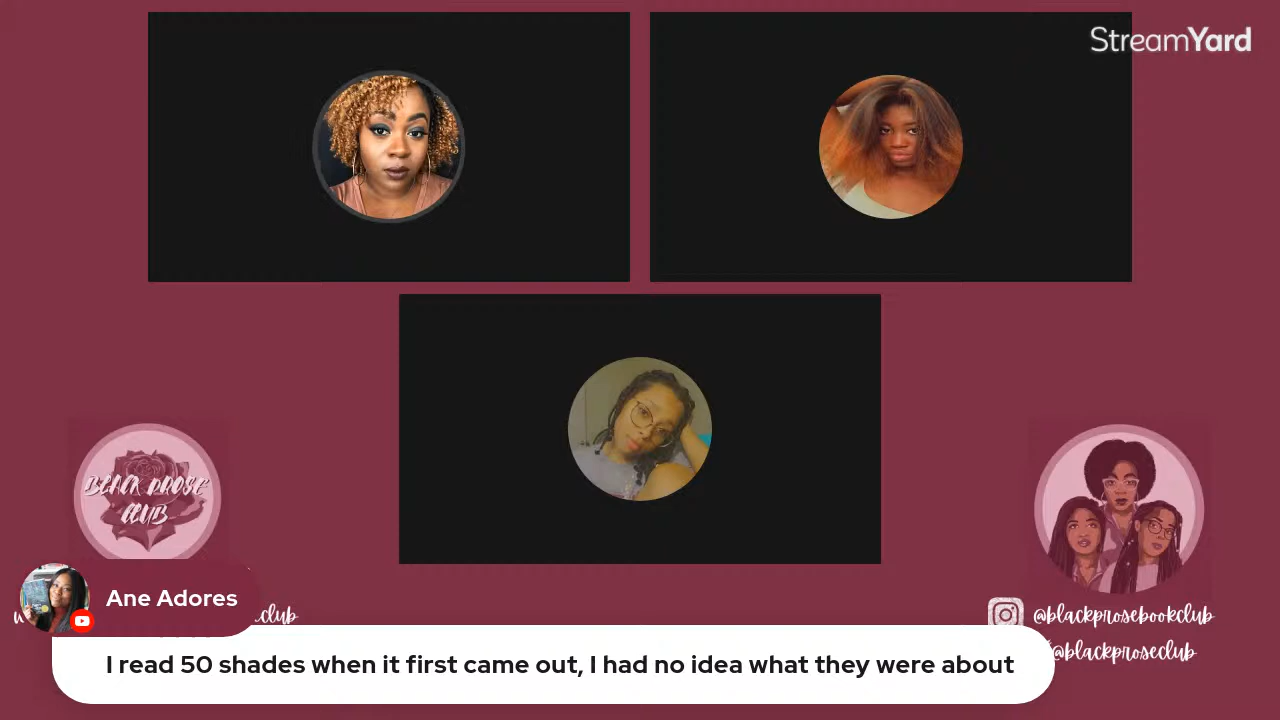 StreamYard
BLACK PROSE
CLUB
Ane Adores
club
@blackprosebookclub
@blackproseclub
I read 50 shades when it first came out, I had no idea what they were about